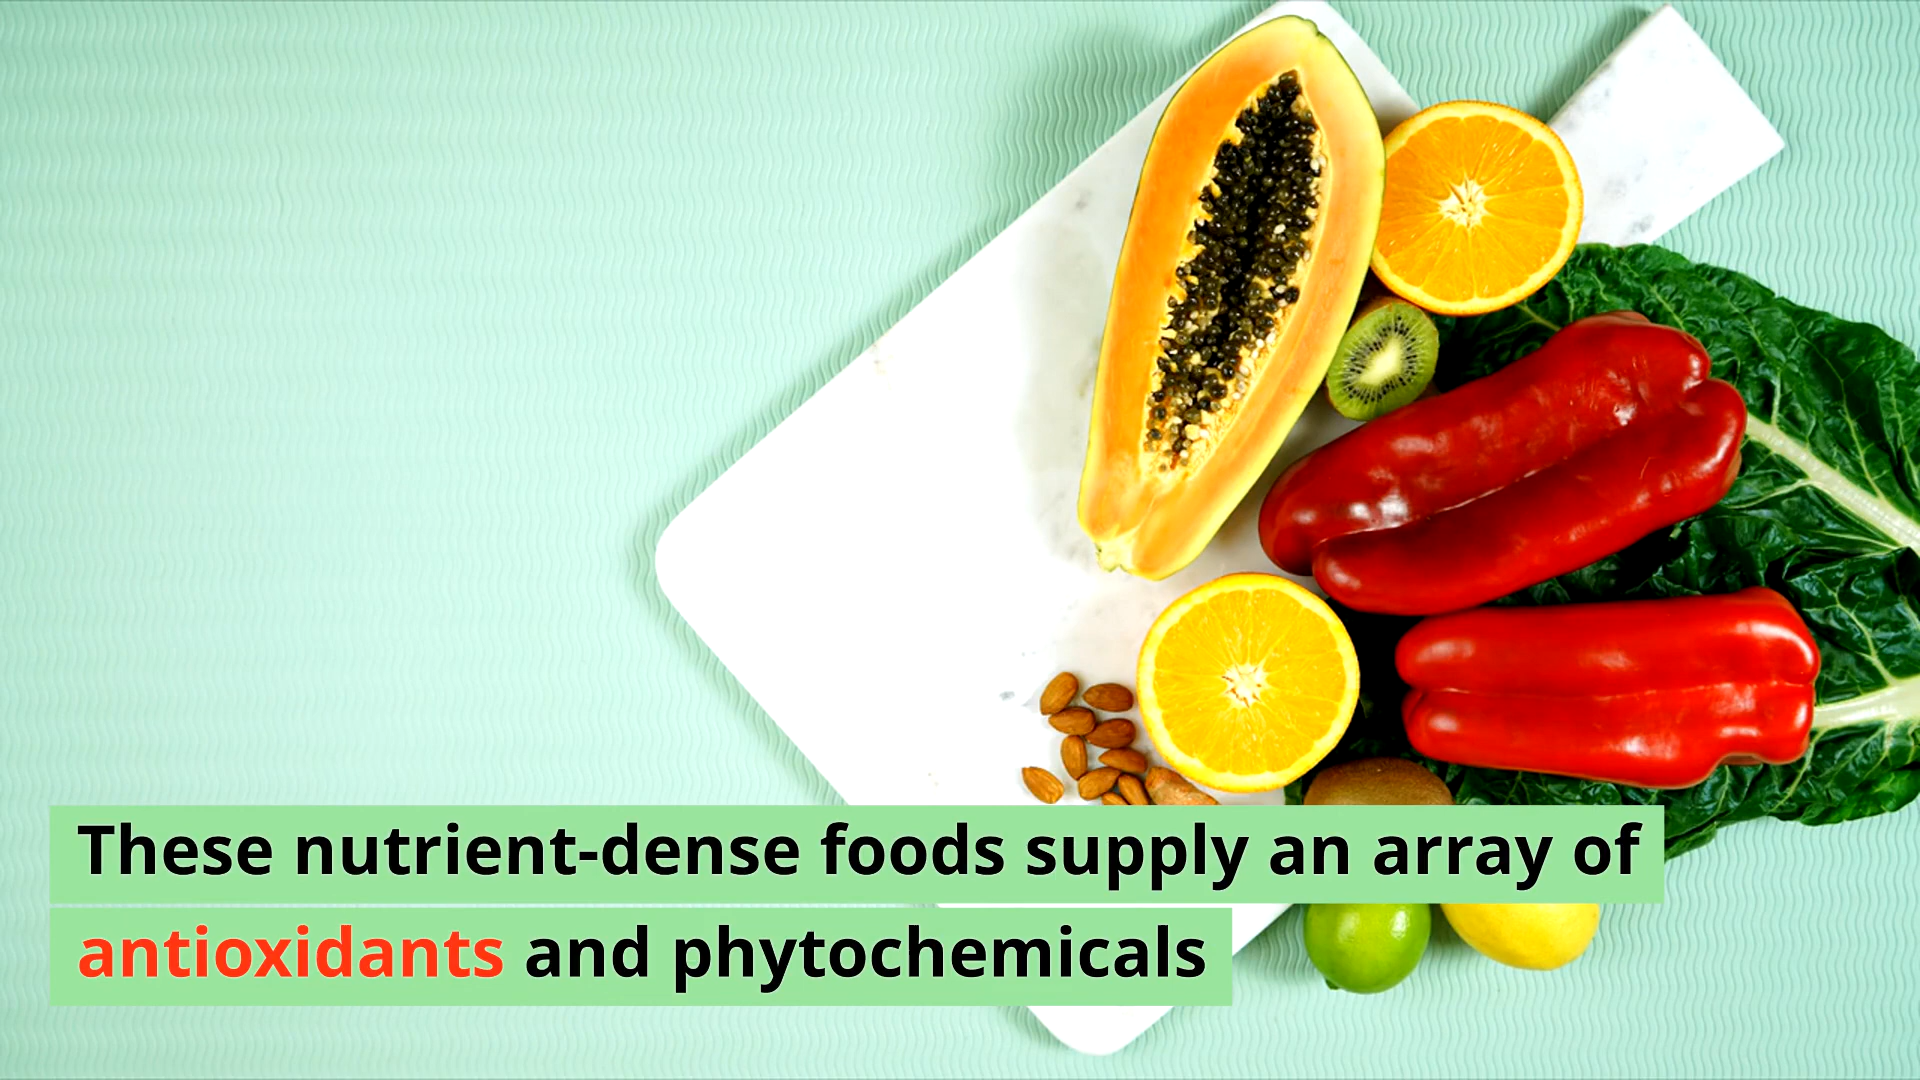 These nutrient-dense foods supply an array of
antioxidants and phytochemicals